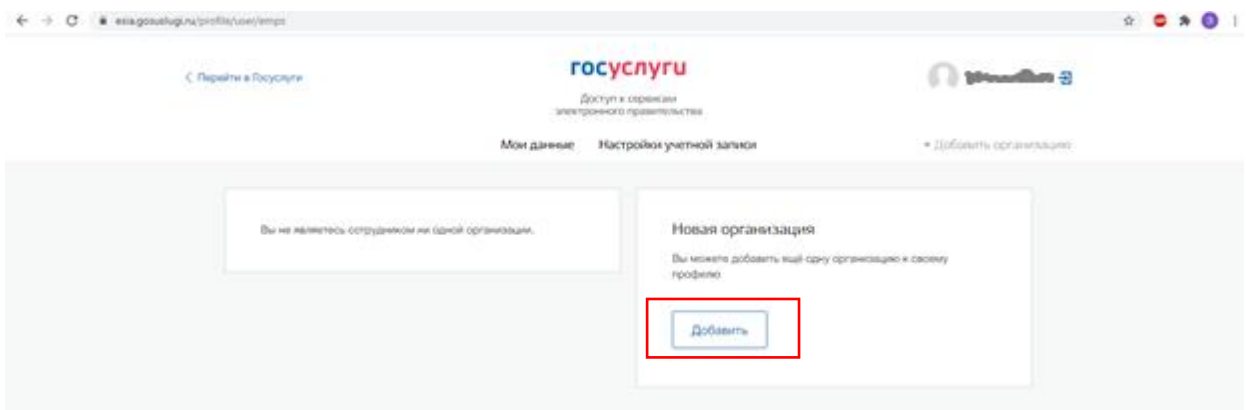 esia.gosuslugi.ru/profile/user/emps
Перейти в Госуслуги
госуслуги
Доступ к сервисам
электронного правительства
Мои данные Настройки учетной записи + Добавить организацию
Вы не являетесь сотрудником ни одной организации.
Новая организация
Вы можете добавить ещё одну организацию к своему
профилю
Добавить